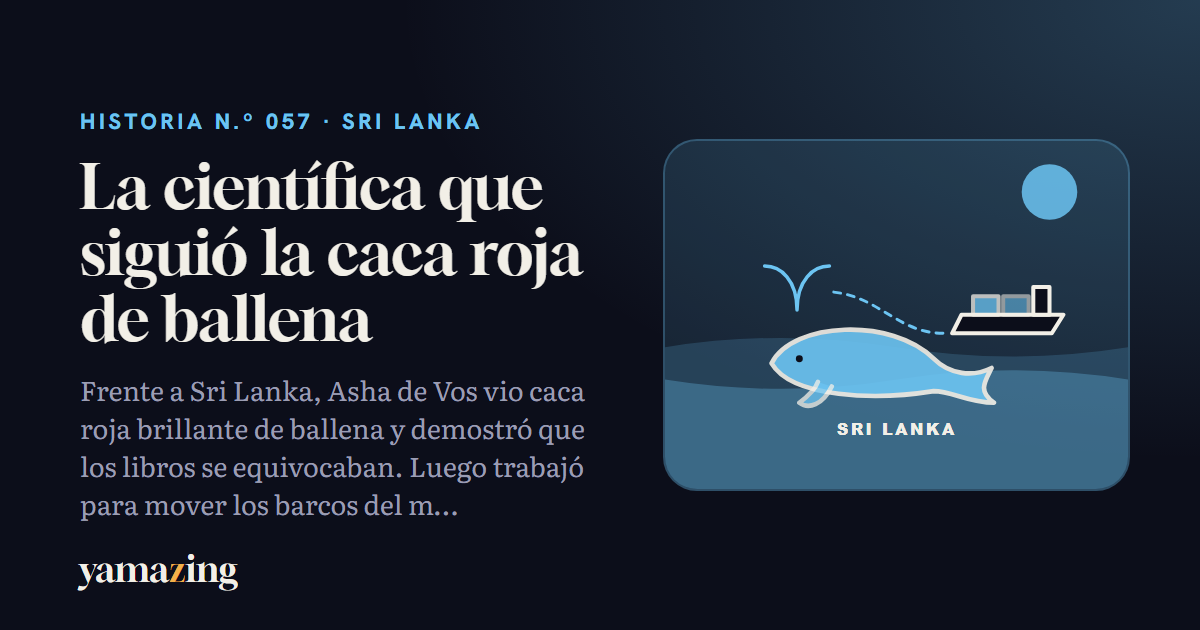 HISTORIA N.º 057 · SRI LANKA
La científica que
siguió la caca roja
de ballena
Frente a Sri Lanka, Asha de Vos vio caca
roja brillante de ballena y demostró que
los libros se equivocaban. Luego trabajó
para mover los barcos del m...
SRI LANKA
yamazing